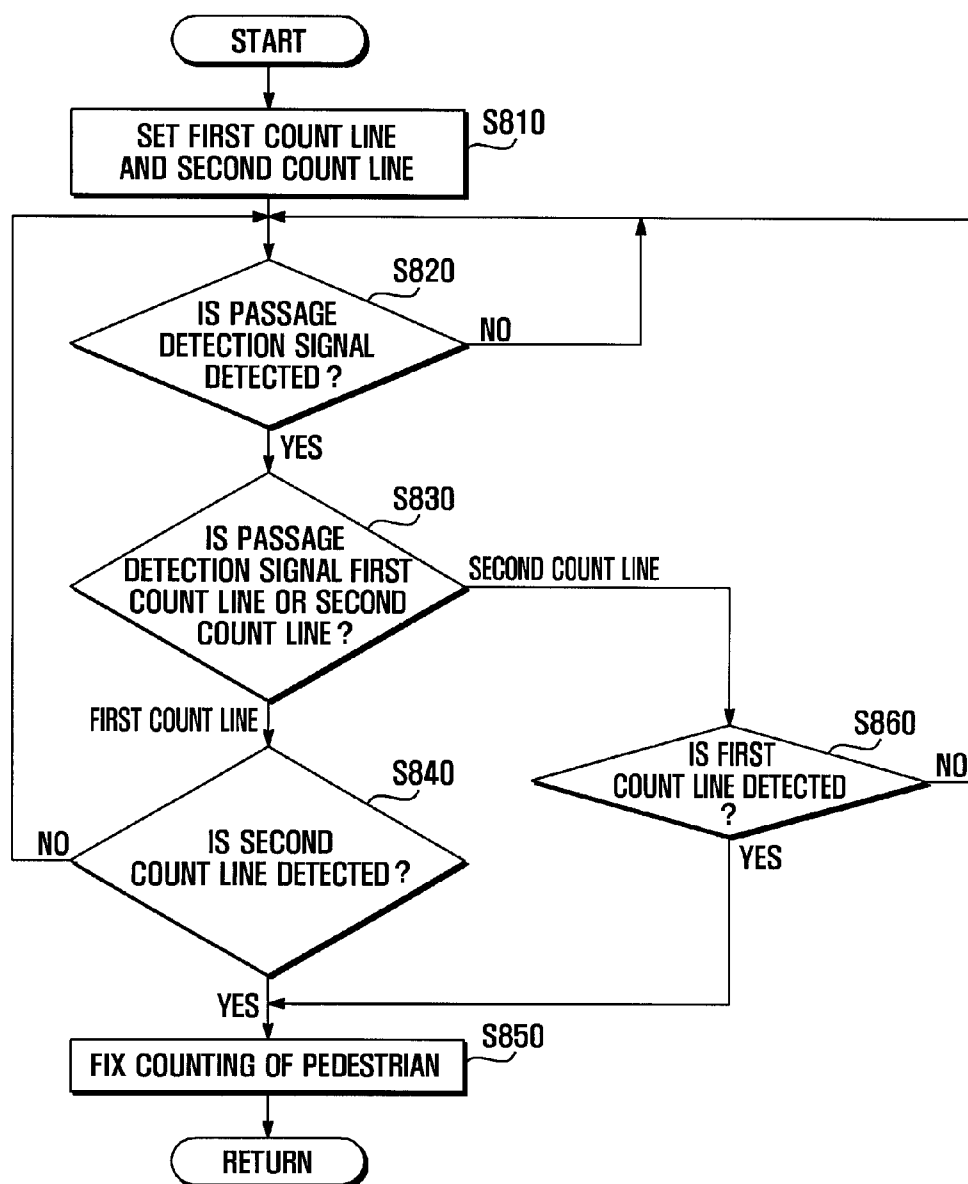 START
SET FIRST COUNT LINE
AND SECOND COUNT LINE
S810
S820
IS PASSAGE
DETECTION SIGNAL
DETECTED ?
NO
YES
S830
IS PASSAGE
DETECTION SIGNAL FIRST
COUNT LINE OR SECOND
COUNT LINE ?
SECOND COUNT LINE
FIRST COUNT LINE
S840
IS SECOND
COUNT LINE DETECTED ?
NO
YES
S860
IS FIRST
COUNT LINE DETECTED
?
NO
YES
S850
FIX COUNTING OF PEDESTRIAN
RETURN